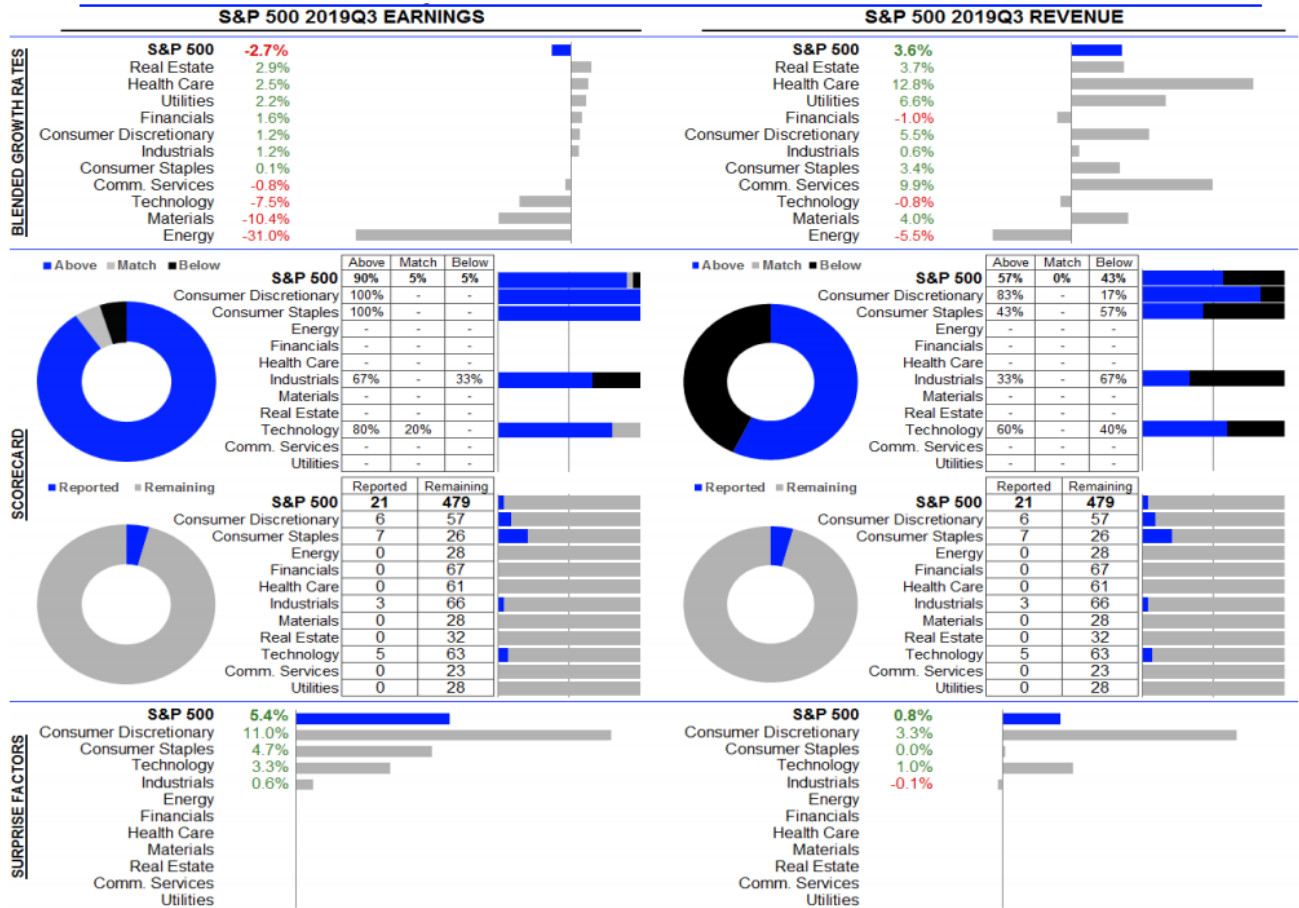 S&P 500 2019Q3 EARNINGS
S&P 500 2019Q3 REVENUE
BLENDED GROWTH RATES
S&P 500 -2.7%
Real Estate 2.9%
Health Care 2.5%
Utilities 2.2%
Financials 1.6%
Consumer Discretionary 1.2%
Industrials 1.2%
Consumer Staples 0.1%
Comm. Services -0.8%
Technology -7.5%
Materials -10.4%
Energy -31.0%
S&P 500 3.6%
Real Estate 3.7%
Health Care 12.8%
Utilities 6.6%
Financials -1.0%
Consumer Discretionary 5.5%
Industrials 0.6%
Consumer Staples 3.4%
Comm. Services 9.9%
Technology -0.8%
Materials 4.0%
Energy -5.5%
SCORECARD
Above Match Below
Above Match Below
S&P 500 90% 5% 5%
Consumer Discretionary 100% - -
Consumer Staples 100% - -
Energy - - -
Financials - - -
Health Care - - -
Industrials 67% - 33%
Materials - - -
Real Estate - - -
Technology 80% 20% -
Comm. Services - - -
Utilities - - -
Above Match Below
Above Match Below
S&P 500 57% 0% 43%
Consumer Discretionary 83% - 17%
Consumer Staples 43% - 57%
Energy - - -
Financials - - -
Health Care - - -
Industrials 33% - 67%
Materials - - -
Real Estate - - -
Technology 60% - 40%
Comm. Services - - -
Utilities - - -
Reported Remaining
Reported Remaining
S&P 500 21 479
Consumer Discretionary 6 57
Consumer Staples 7 26
Energy 0 28
Financials 0 67
Health Care 0 61
Industrials 3 66
Materials 0 28
Real Estate 0 32
Technology 5 63
Comm. Services 0 23
Utilities 0 28
Reported Remaining
Reported Remaining
S&P 500 21 479
Consumer Discretionary 6 57
Consumer Staples 7 26
Energy 0 28
Financials 0 67
Health Care 0 61
Industrials 3 66
Materials 0 28
Real Estate 0 32
Technology 5 63
Comm. Services 0 23
Utilities 0 28
SURPRISE FACTORS
S&P 500 5.4%
Consumer Discretionary 11.0%
Consumer Staples 4.7%
Technology 3.3%
Industrials 0.6%
Energy
Financials
Health Care
Materials
Real Estate
Comm. Services
Utilities
S&P 500 0.8%
Consumer Discretionary 3.3%
Consumer Staples 0.0%
Technology 1.0%
Industrials -0.1%
Energy
Financials
Health Care
Materials
Real Estate
Comm. Services
Utilities